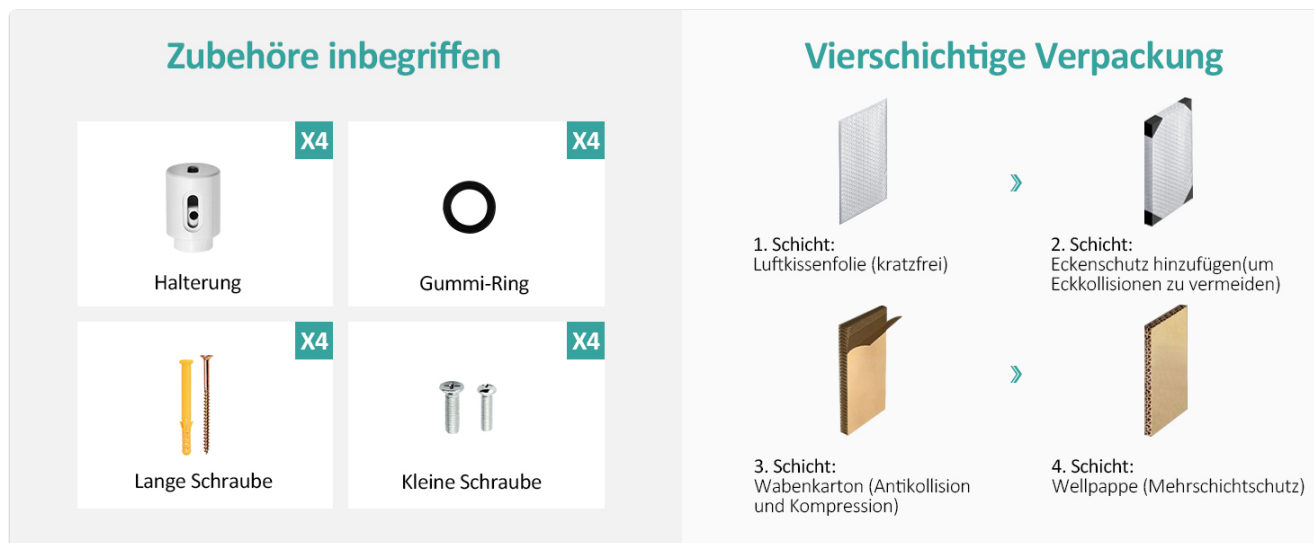 Zubehöre inbegriffen
X4
Halterung
X4
Gummi-Ring
X4
Lange Schraube
X4
Kleine Schraube
Vierschichtige Verpackung
1. Schicht:
Luftkissenfolie (kratzfrei)
2. Schicht:
Eckenschutz hinzufügen(um
Eckkollisionen zu vermeiden)
3. Schicht:
Wabenkarton (Antikollision
und Kompression)
4. Schicht:
Wellpappe (Mehrschichtschutz)